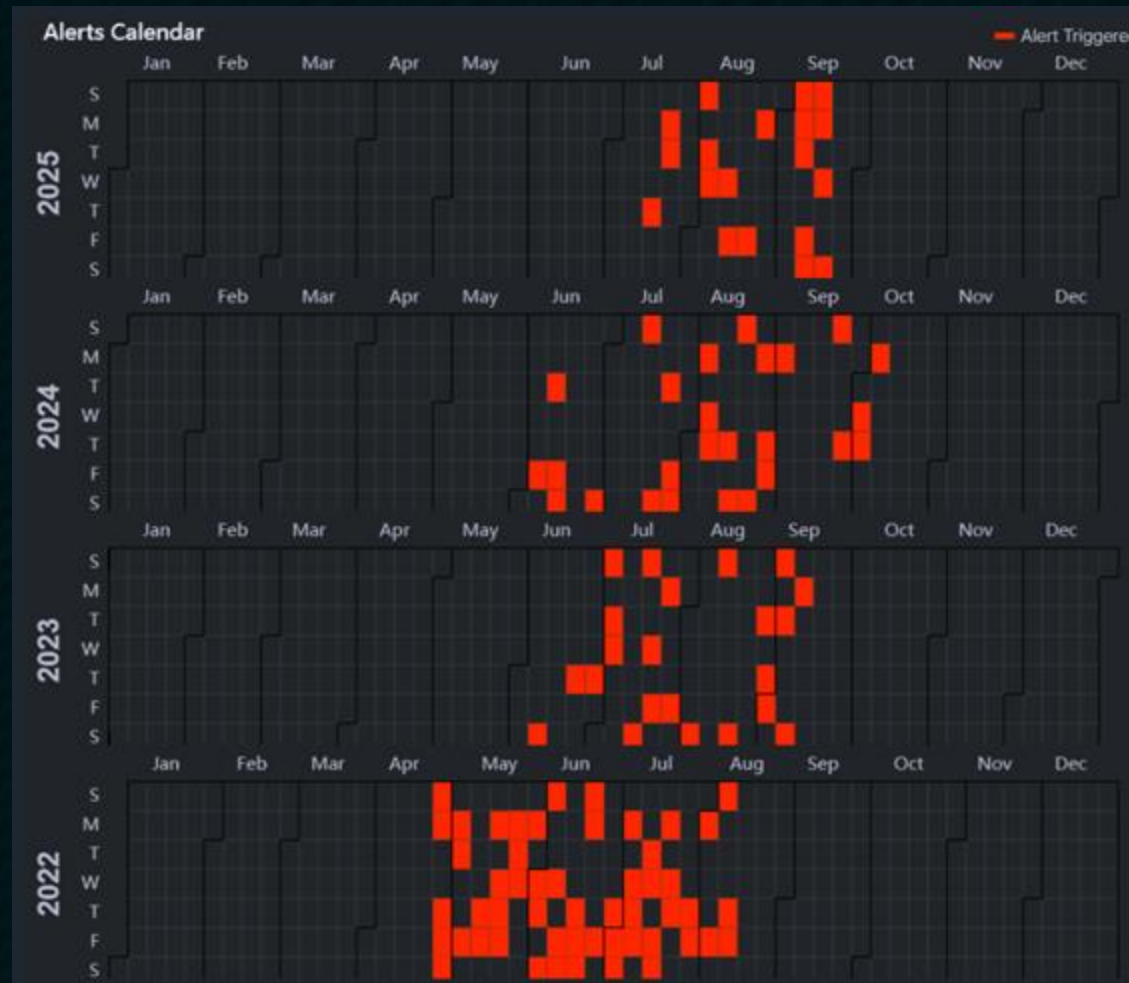 Alerts Calendar
Alert Triggere
Jan Feb Mar Apr May Jun Jul Aug Sep Oct Nov Dec
2025
S
M
T
W
T
F
S
Jan Feb Mar Apr May Jun Jul Aug Sep Oct Nov Dec
2024
S
M
T
W
T
F
S
Jan Feb Mar Apr May Jun Jul Aug Sep Oct Nov Dec
2023
S
M
T
W
T
F
S
Jan Feb Mar Apr May Jun Jul Aug Sep Oct Nov Dec
2022
S
M
T
W
T
F
S